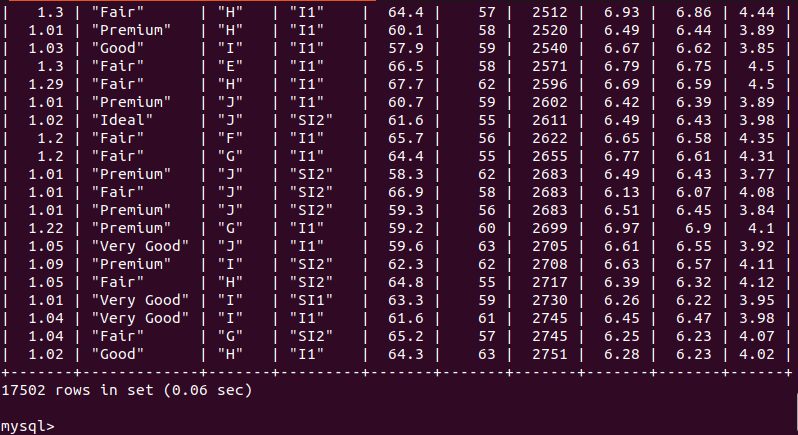 |   1.3 | "Fair"      | "H"   | "I1"    |  64.4 |    57 |  2512 |  6.93 |  6.86 | 4.44 |
|  1.01 | "Premium"   | "H"   | "I1"    |  60.1 |    58 |  2520 |  6.49 |  6.44 | 3.89 |
|  1.03 | "Good"      | "I"   | "I1"    |  57.9 |    59 |  2540 |  6.67 |  6.62 | 3.85 |
|   1.3 | "Fair"      | "E"   | "I1"    |  66.5 |    58 |  2571 |  6.79 |  6.75 |  4.5 |
|  1.29 | "Fair"      | "H"   | "I1"    |  67.7 |    62 |  2596 |  6.69 |  6.59 |  4.5 |
|  1.01 | "Premium"   | "J"   | "I1"    |  60.7 |    59 |  2602 |  6.42 |  6.39 | 3.89 |
|  1.02 | "Ideal"     | "J"   | "SI2"   |  61.6 |    55 |  2611 |  6.49 |  6.43 | 3.98 |
|   1.2 | "Fair"      | "F"   | "I1"    |  65.7 |    56 |  2622 |  6.65 |  6.58 | 4.35 |
|   1.2 | "Fair"      | "G"   | "I1"    |  64.4 |    55 |  2655 |  6.77 |  6.61 | 4.31 |
|  1.01 | "Premium"   | "J"   | "SI2"   |  58.3 |    62 |  2683 |  6.49 |  6.43 | 3.77 |
|  1.01 | "Fair"      | "J"   | "SI2"   |  66.9 |    58 |  2683 |  6.13 |  6.07 | 4.08 |
|  1.01 | "Premium"   | "J"   | "SI2"   |  59.3 |    56 |  2683 |  6.51 |  6.45 | 3.84 |
|  1.22 | "Premium"   | "G"   | "I1"    |  59.2 |    60 |  2699 |  6.97 |   6.9 |  4.1 |
|  1.05 | "Very Good" | "J"   | "I1"    |  59.6 |    63 |  2705 |  6.61 |  6.55 | 3.92 |
|  1.09 | "Premium"   | "I"   | "SI2"   |  62.3 |    62 |  2708 |  6.63 |  6.57 | 4.11 |
|  1.05 | "Fair"      | "H"   | "SI2"   |  64.8 |    55 |  2717 |  6.39 |  6.32 | 4.12 |
|  1.01 | "Very Good" | "I"   | "SI1"   |  63.3 |    59 |  2730 |  6.26 |  6.22 | 3.95 |
|  1.04 | "Very Good" | "I"   | "I1"    |  61.6 |    61 |  2745 |  6.45 |  6.47 | 3.98 |
|  1.04 | "Fair"      | "G"   | "SI2"   |  65.2 |    57 |  2745 |  6.25 |  6.23 | 4.07 |
|  1.02 | "Good"      | "H"   | "I1"    |  64.3 |    63 |  2751 |  6.28 |  6.23 | 4.02 |
+-------+-------------+-------+---------+-------+-------+-------+-------+-------+------+
17502 rows in set (0.06 sec)
mysql>